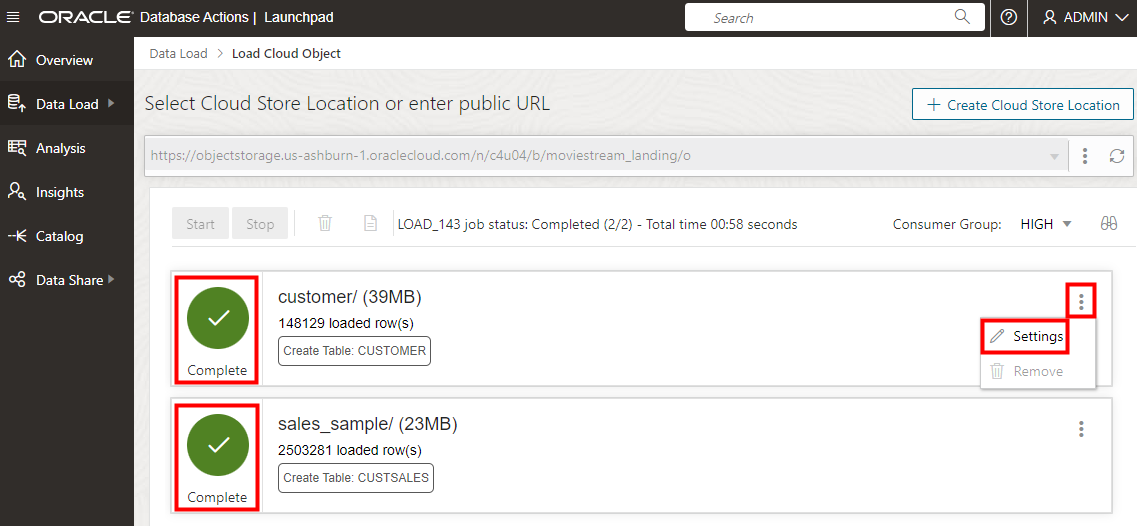 ORACLE Database Actions | Launchpad
Search
ADMIN
Overview
Data Load
Analysis
Insights
Catalog
Data Share
Data Load > Load Cloud Object
Select Cloud Store Location or enter public URL
+ Create Cloud Store Location
https://objectstorage.us-ashburn-1.oraclecloud.com/n/c4u04/b/moviestream_landing/o
Start Stop LOAD_143 job status: Completed (2/2) - Total time 00:58 seconds Consumer Group: HIGH
customer/ (39MB)
148129 loaded row(s)
Create Table: CUSTOMER
Complete
Settings
Remove
sales_sample/ (23MB)
2503281 loaded row(s)
Create Table: CUSTSALES
Complete